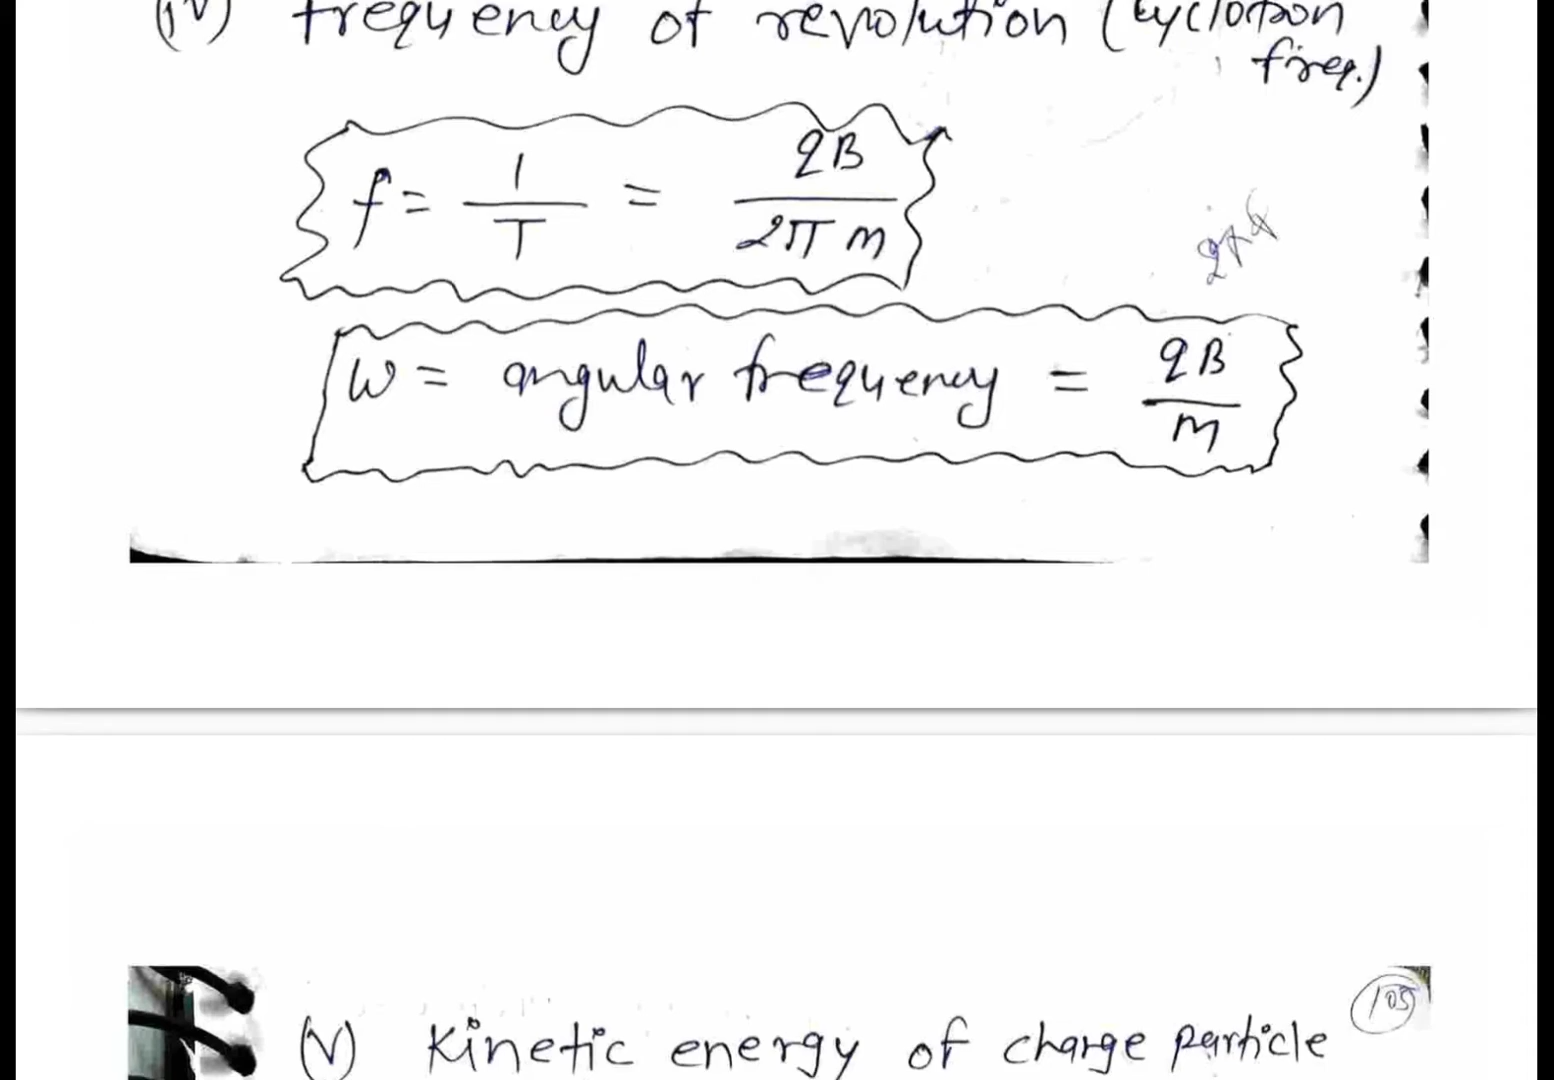 (iv) frequency of revolution (cyclotron
freq.)
f = 1/T = qB/2πm
ω = angular frequency = qB/m
105
(v) Kinetic energy of charge particle